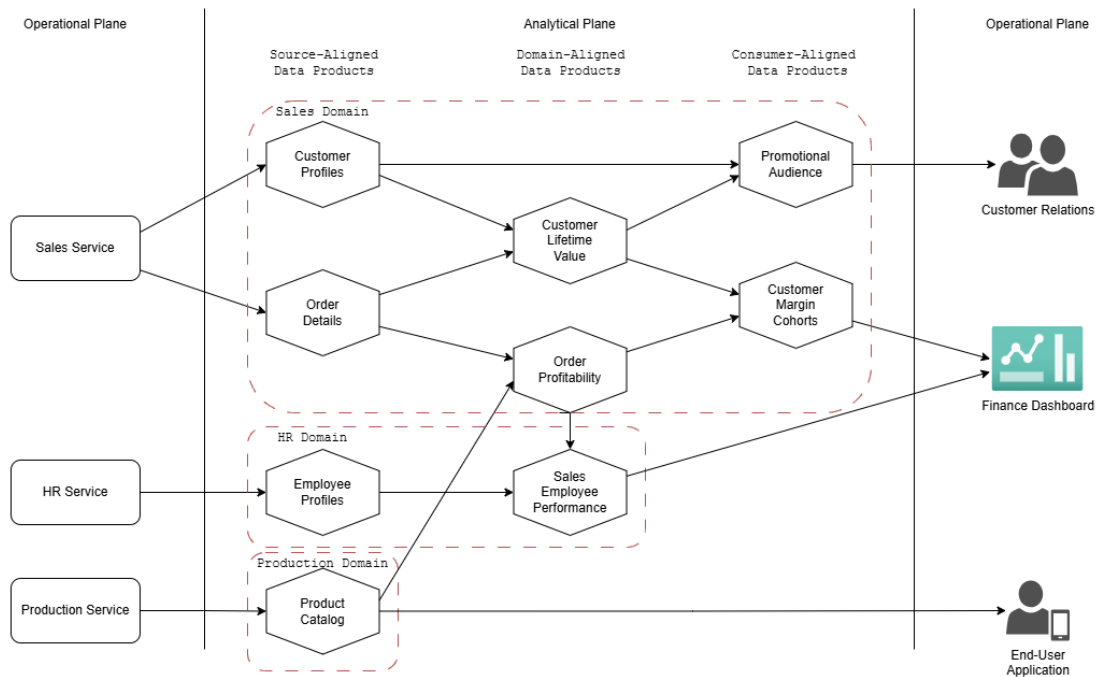 Operational Plane
Analytical Plane
Operational Plane
Source-Aligned
Data Products
Domain-Aligned
Data Products
Consumer-Aligned
Data Products
Sales Domain
Customer
Profiles
Promotional
Audience
Customer Relations
Sales Service
Customer
Lifetime
Value
Order
Details
Customer
Margin
Cohorts
Order
Profitability
Finance Dashboard
HR Domain
HR Service
Employee
Profiles
Sales
Employee
Performance
Production Domain
Production Service
Product
Catalog
End-User
Application